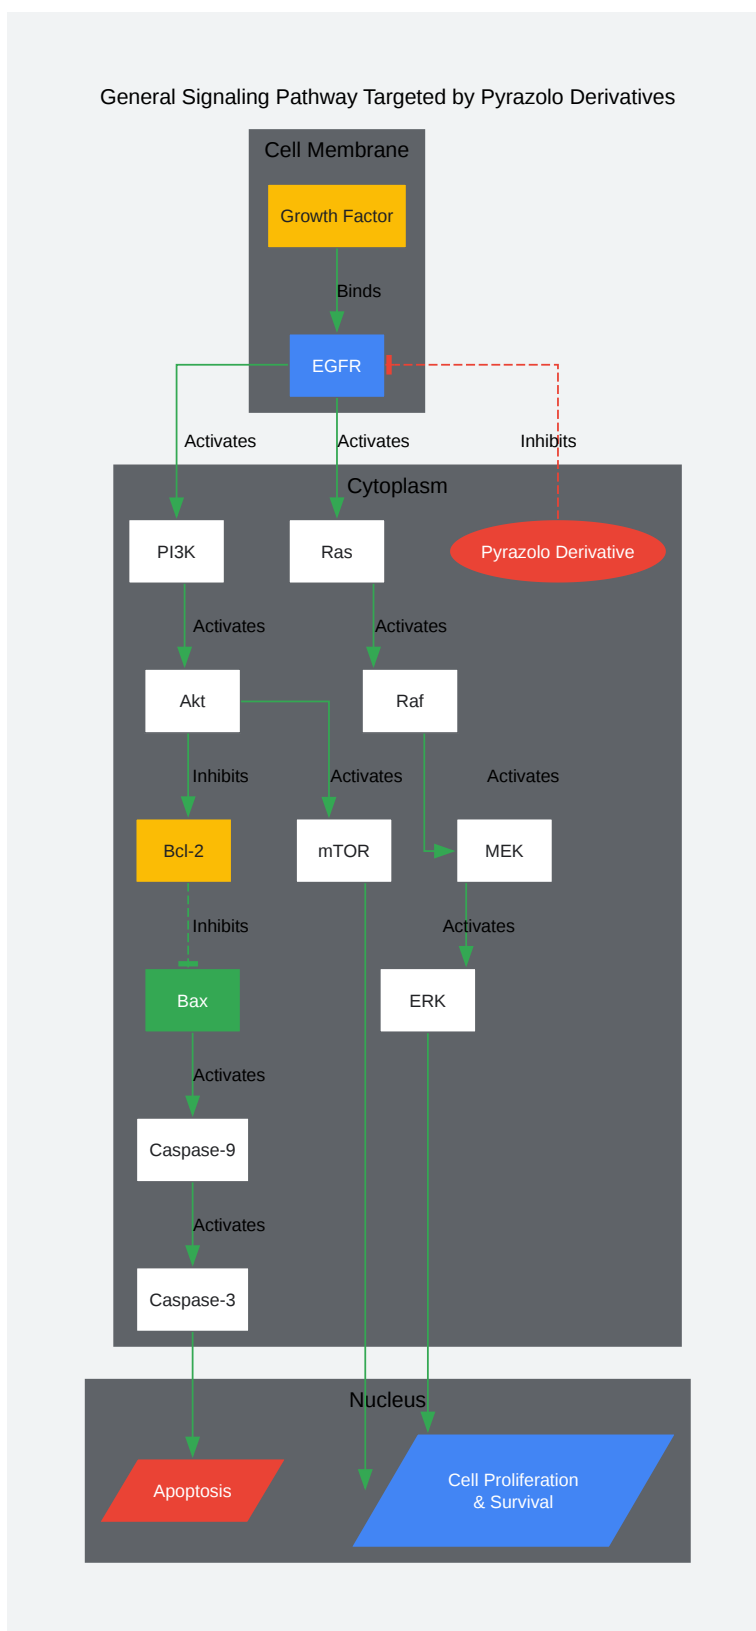 General Signaling Pathway Targeted by Pyrazolo Derivatives
Cell Membrane
Growth Factor
Binds
EGFR
Activates
Activates
Inhibits
Cytoplasm
PI3K
Ras
Pyrazolo Derivative
Activates
Activates
Akt
Raf
Inhibits
Activates
Activates
Bcl-2
mTOR
MEK
Inhibits
Activates
Bax
ERK
Activates
Caspase-9
Activates
Caspase-3
Nucleus
Apoptosis
Cell Proliferation
& Survival